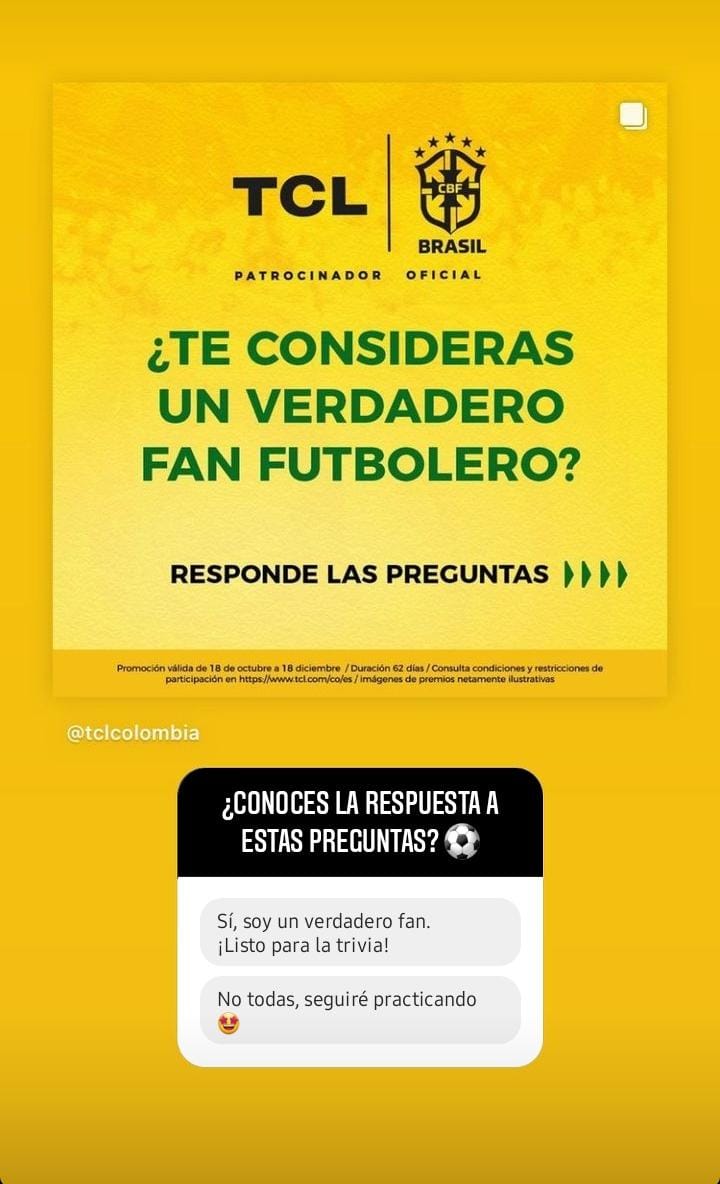 TCL
CBF
BRASIL
PATROCINADOR OFICIAL
¿TE CONSIDERAS
UN VERDADERO
FAN FUTBOLERO?
RESPONDE LAS PREGUNTAS
Promoción válida de 18 de octubre a 18 diciembre / Duración 62 días / Consulta condiciones y restricciones de
participación en https://www.tcl.com/co/es / imágenes de premios netamente ilustrativas
@tclcolombia
¿CONOCES LA RESPUESTA A
ESTAS PREGUNTAS? ⚽
Sí, soy un verdadero fan.
¡Listo para la trivia!
No todas, seguiré practicando
🤩